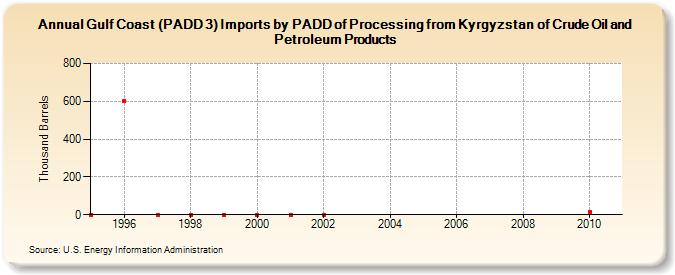 Annual Gulf Coast (PADD 3) Imports by PADD of Processing from Kyrgyzstan of Crude Oil and
Petroleum Products
Thousand Barrels
800
600
400
200
0
1996 1998 2000 2002 2004 2006 2008 2010
Source: U.S. Energy Information Administration